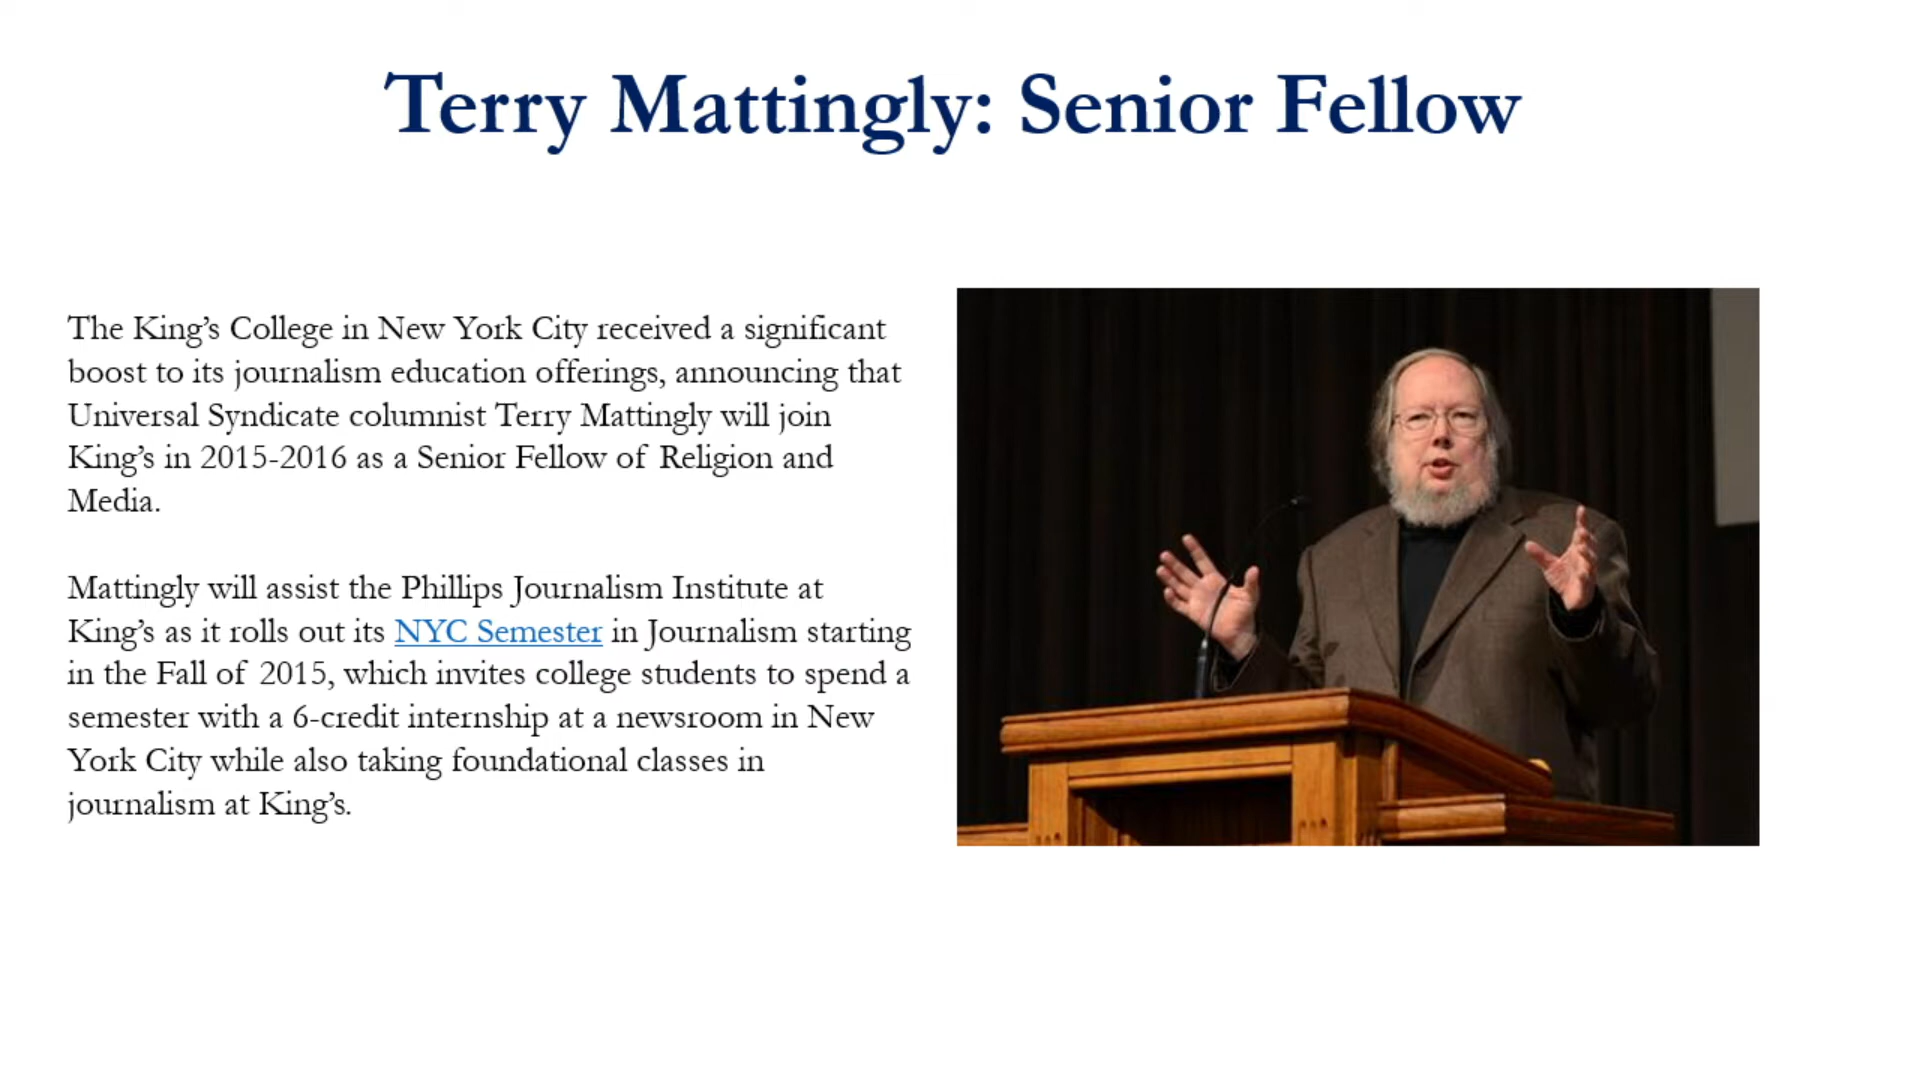 Terry Mattingly: Senior Fellow
The King’s College in New York City received a significant
boost to its journalism education offerings, announcing that
Universal Syndicate columnist Terry Mattingly will join
King’s in 2015-2016 as a Senior Fellow of Religion and
Media.
Mattingly will assist the Phillips Journalism Institute at
King’s as it rolls out its NYC Semester in Journalism starting
in the Fall of 2015, which invites college students to spend a
semester with a 6-credit internship at a newsroom in New
York City while also taking foundational classes in
journalism at King’s.